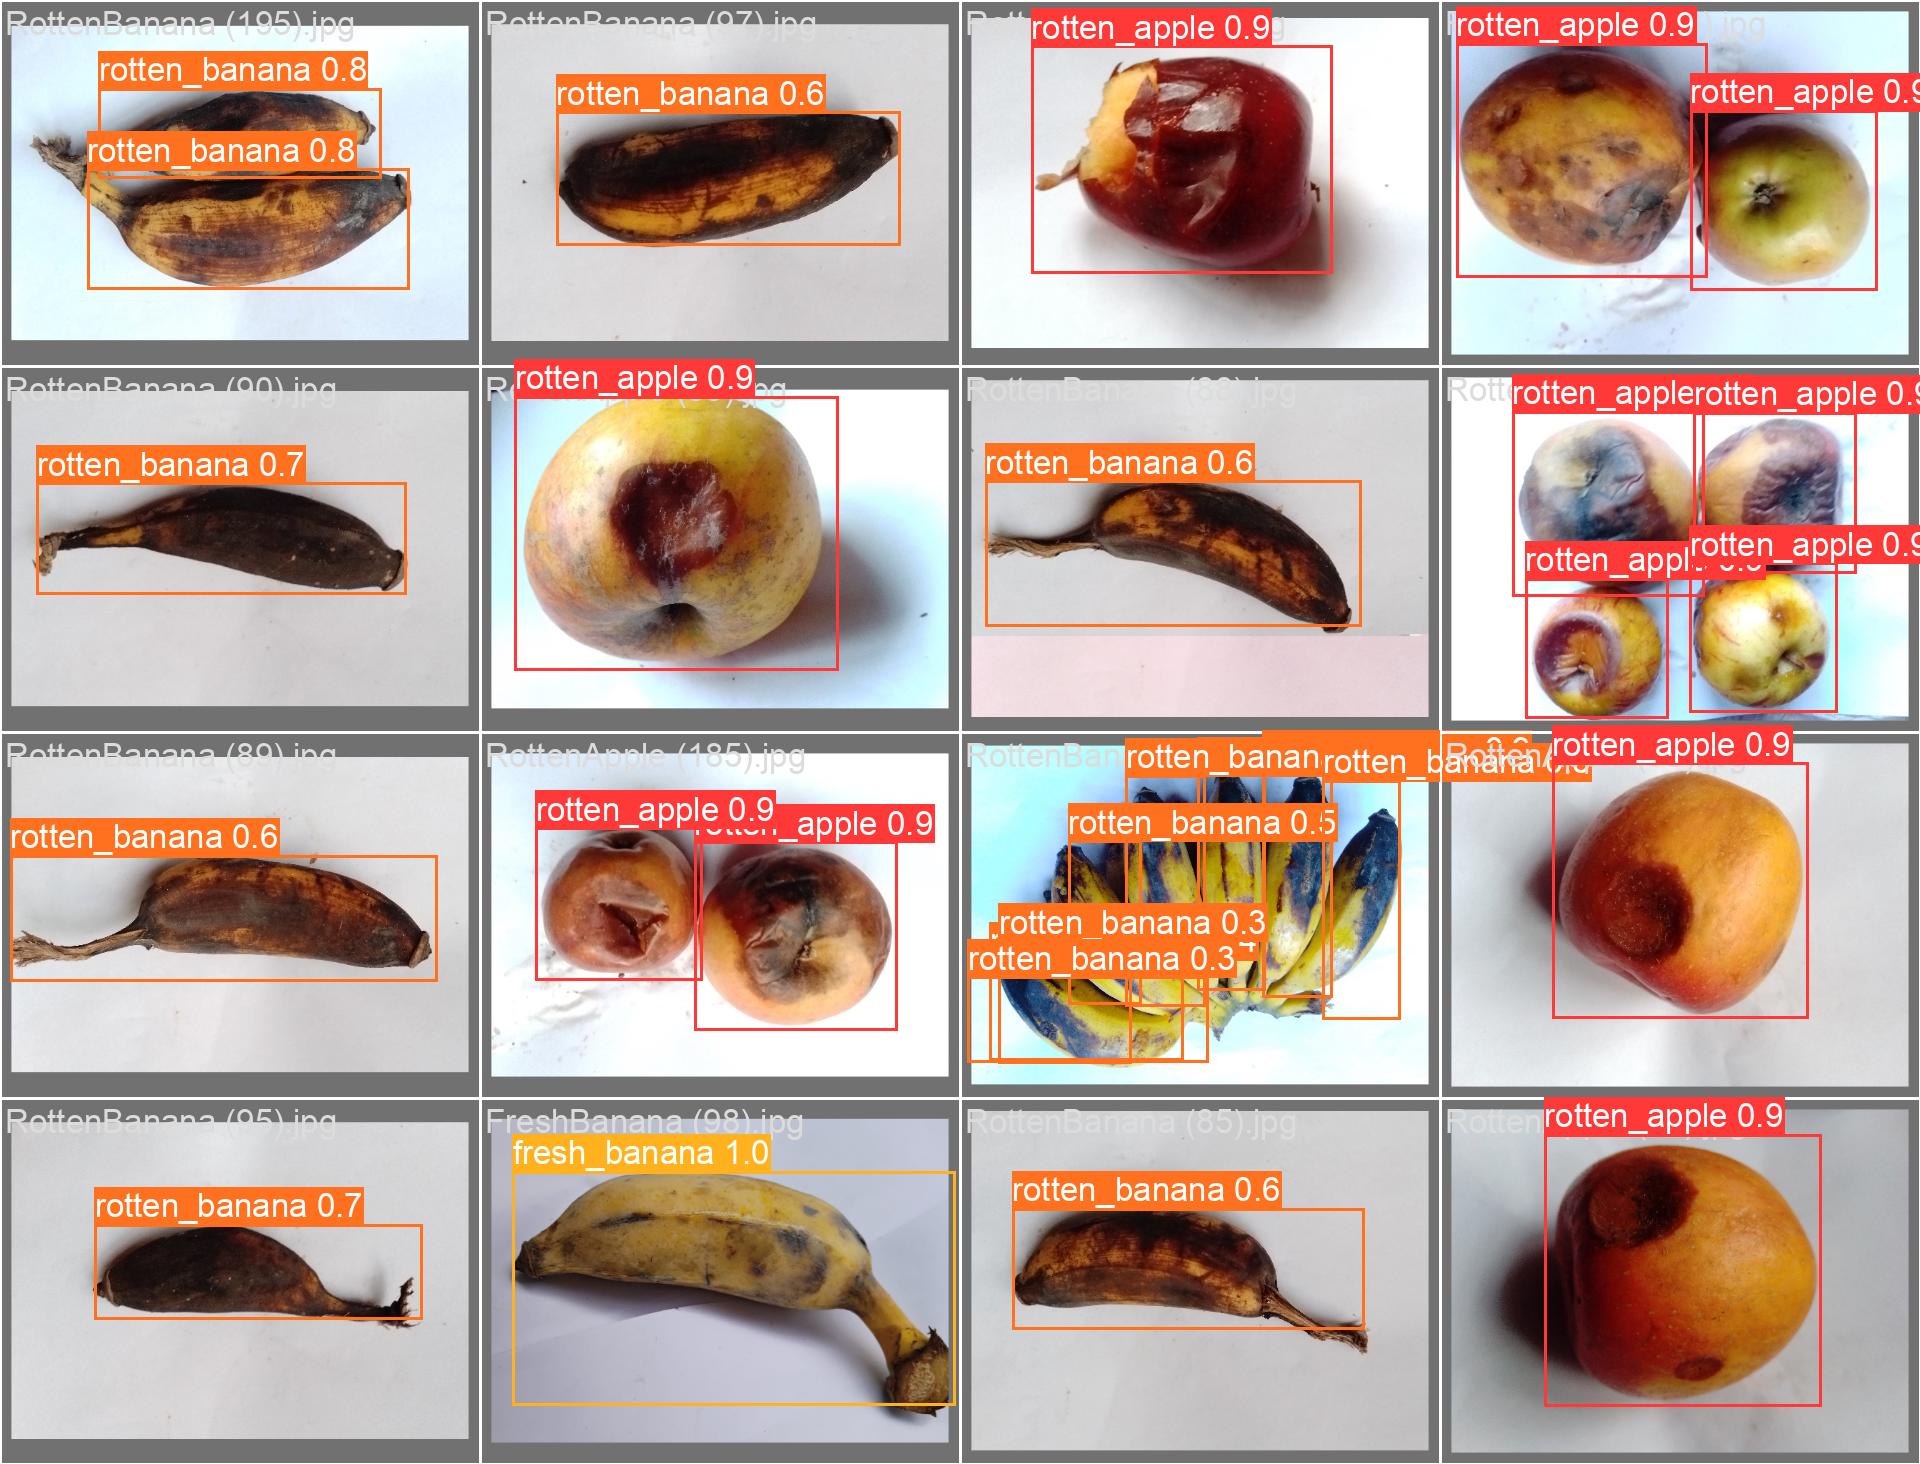 RottenBanana (195).jpg
rotten_banana 0.8
rotten_banana 0.8
RottenBanana (97).jpg
rotten_banana 0.6
rotten_apple 0.9
rotten_apple 0.9
rotten_apple 0.9
RottenBanana (90).jpg
rotten_banana 0.7
rotten_apple 0.9
rotten_banana 0.6
rotten_apple
rotten_apple 0.9
rotten_apple 0.9
RottenBanana (89).jpg
rotten_banana 0.6
RottenApple (185).jpg
rotten_apple 0.9
rotten_apple 0.9
rotten_banan
rotten_banana
rotten_banana 0.5
rotten_banana 0.3
rotten_banana 0.3
rotten_apple 0.9
RottenBanana (95).jpg
rotten_banana 0.7
FreshBanana (98).jpg
fresh_banana 1.0
RottenBanana (85).jpg
rotten_banana 0.6
rotten_apple 0.9